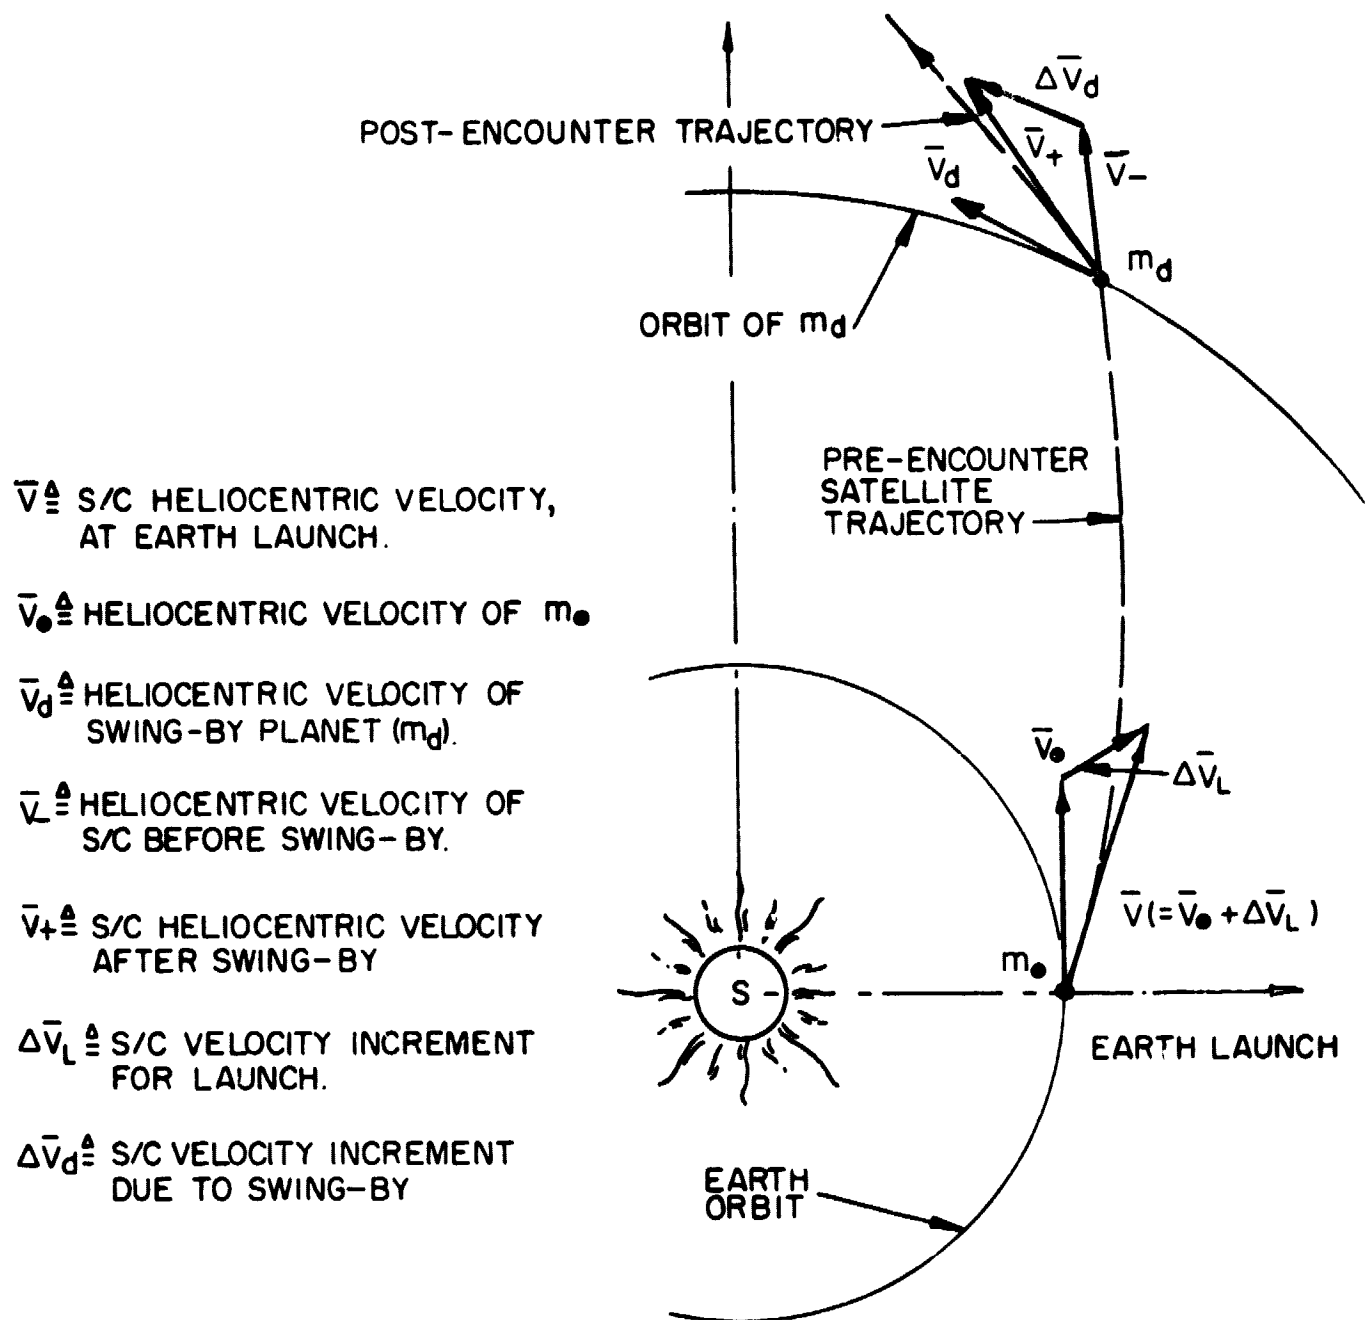 ΔV̄d
POST-ENCOUNTER TRAJECTORY
V̄+
V̄d
V̄-
md
ORBIT OF md
PRE-ENCOUNTER
SATELLITE
TRAJECTORY
V̄ ≜ S/C HELIOCENTRIC VELOCITY,
AT EARTH LAUNCH.
V̄● ≜ HELIOCENTRIC VELOCITY OF m●
V̄d ≜ HELIOCENTRIC VELOCITY OF
SWING-BY PLANET (md).
V̄- ≜ HELIOCENTRIC VELOCITY OF
S/C BEFORE SWING-BY.
V̄+ ≜ S/C HELIOCENTRIC VELOCITY
AFTER SWING-BY
ΔV̄L ≜ S/C VELOCITY INCREMENT
FOR LAUNCH.
ΔV̄d ≜ S/C VELOCITY INCREMENT
DUE TO SWING-BY
V̄●
ΔV̄L
V̄(=V̄●+ΔV̄L)
m●
S
EARTH LAUNCH
EARTH
ORBIT